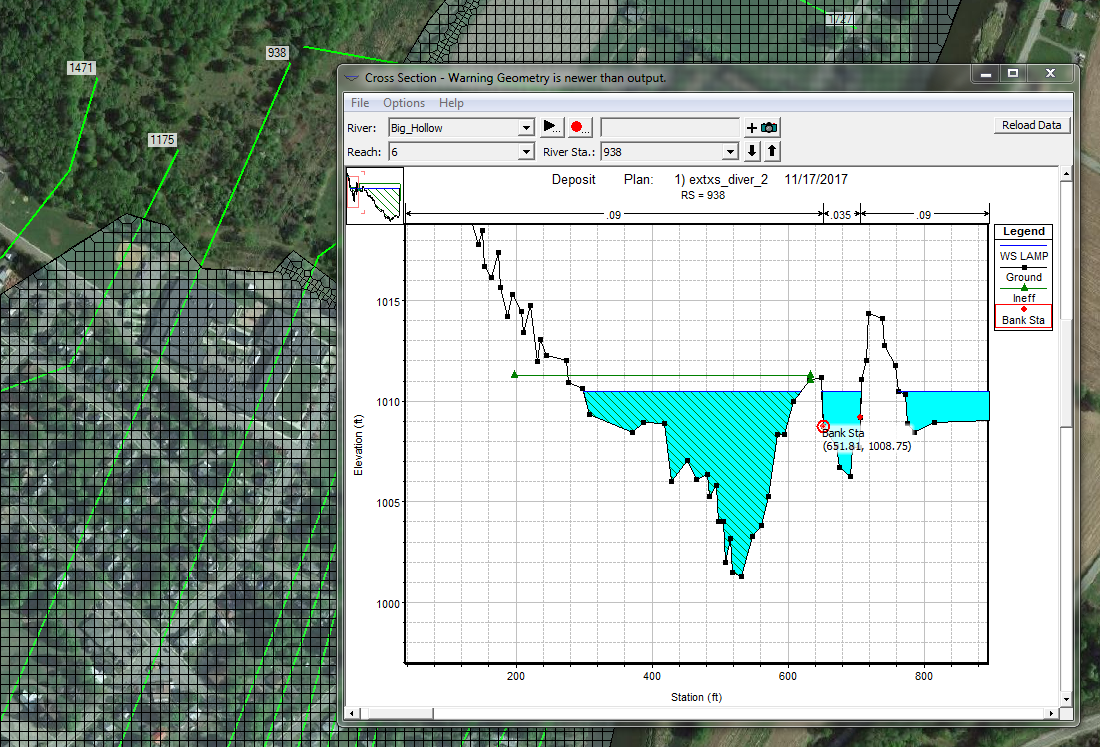 1727
938
1471
1175
Cross Section - Warning Geometry is newer than output.
File Options Help
River: Big_Hollow
Reload Data
Reach: 6 River Sta.: 938
Deposit Plan: 1) extxs_diver_2 11/17/2017
RS = 938
.09 .035 .09
Legend
WS LAMP
Ground
Ineff
Bank Sta
1015
1010
1005
1000
Elevation (ft)
Bank Sta
(651.81, 1008.75)
200 400 600 800
Station (ft)